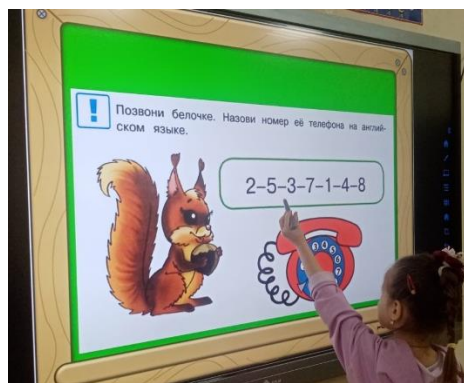 !
Позвони белочке. Назови номер её телефона на англий-
ском языке.
2–5–3–7–1–4–8